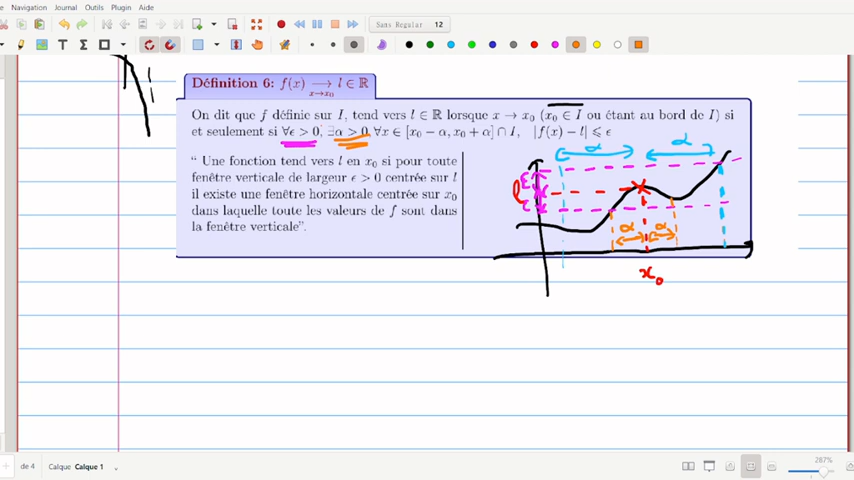 Navigation Journal Outils Plugin Aide
Sans Regular 12
Définition 6: f(x) ⟶ l ∈ ℝ
x→x₀
On dit que f définie sur I, tend vers l ∈ ℝ lorsque x → x₀ (x₀ ∈ I ou étant au bord de I) si
et seulement si ∀ϵ > 0, ∃α > 0, ∀x ∈ [x₀ − α, x₀ + α] ∩ I, |f(x) − l| ⩽ ϵ
“ Une fonction tend vers l en x₀ si pour toute
fenêtre verticale de largeur ϵ > 0 centrée sur l
il existe une fenêtre horizontale centrée sur x₀
dans laquelle toute les valeurs de f sont dans
la fenêtre verticale”.
α α
ε
l
ε
α α
x₀
de 4 Calque Calque 1
287%